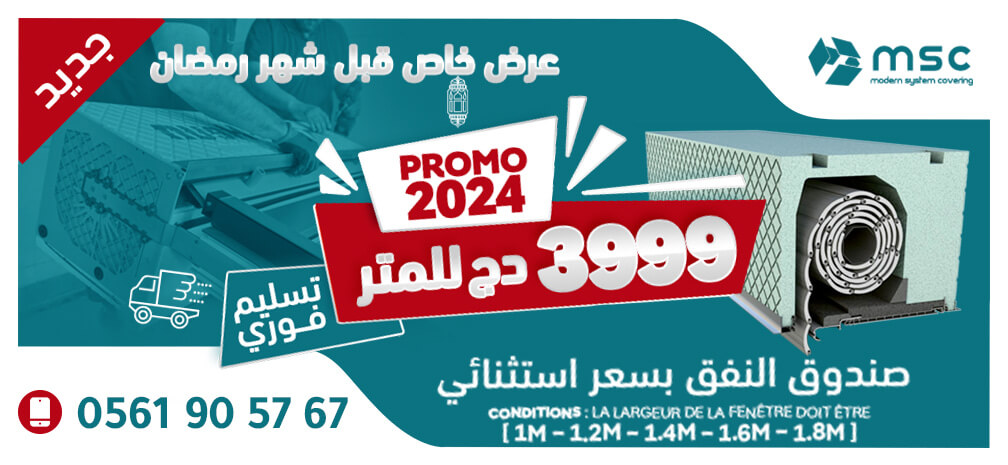 جديد
عرض خاص قبل شهر رمضان
msc
modern system covering
PROMO
2024
3999 دج للمتر
تسليم
فوري
صندوق النفق بسعر استثنائي
CONDITIONS : LA LARGEUR DE LA FENÊTRE DOIT ÊTRE
[ 1M – 1.2M – 1.4M – 1.6M – 1.8M ]
0561 90 57 67